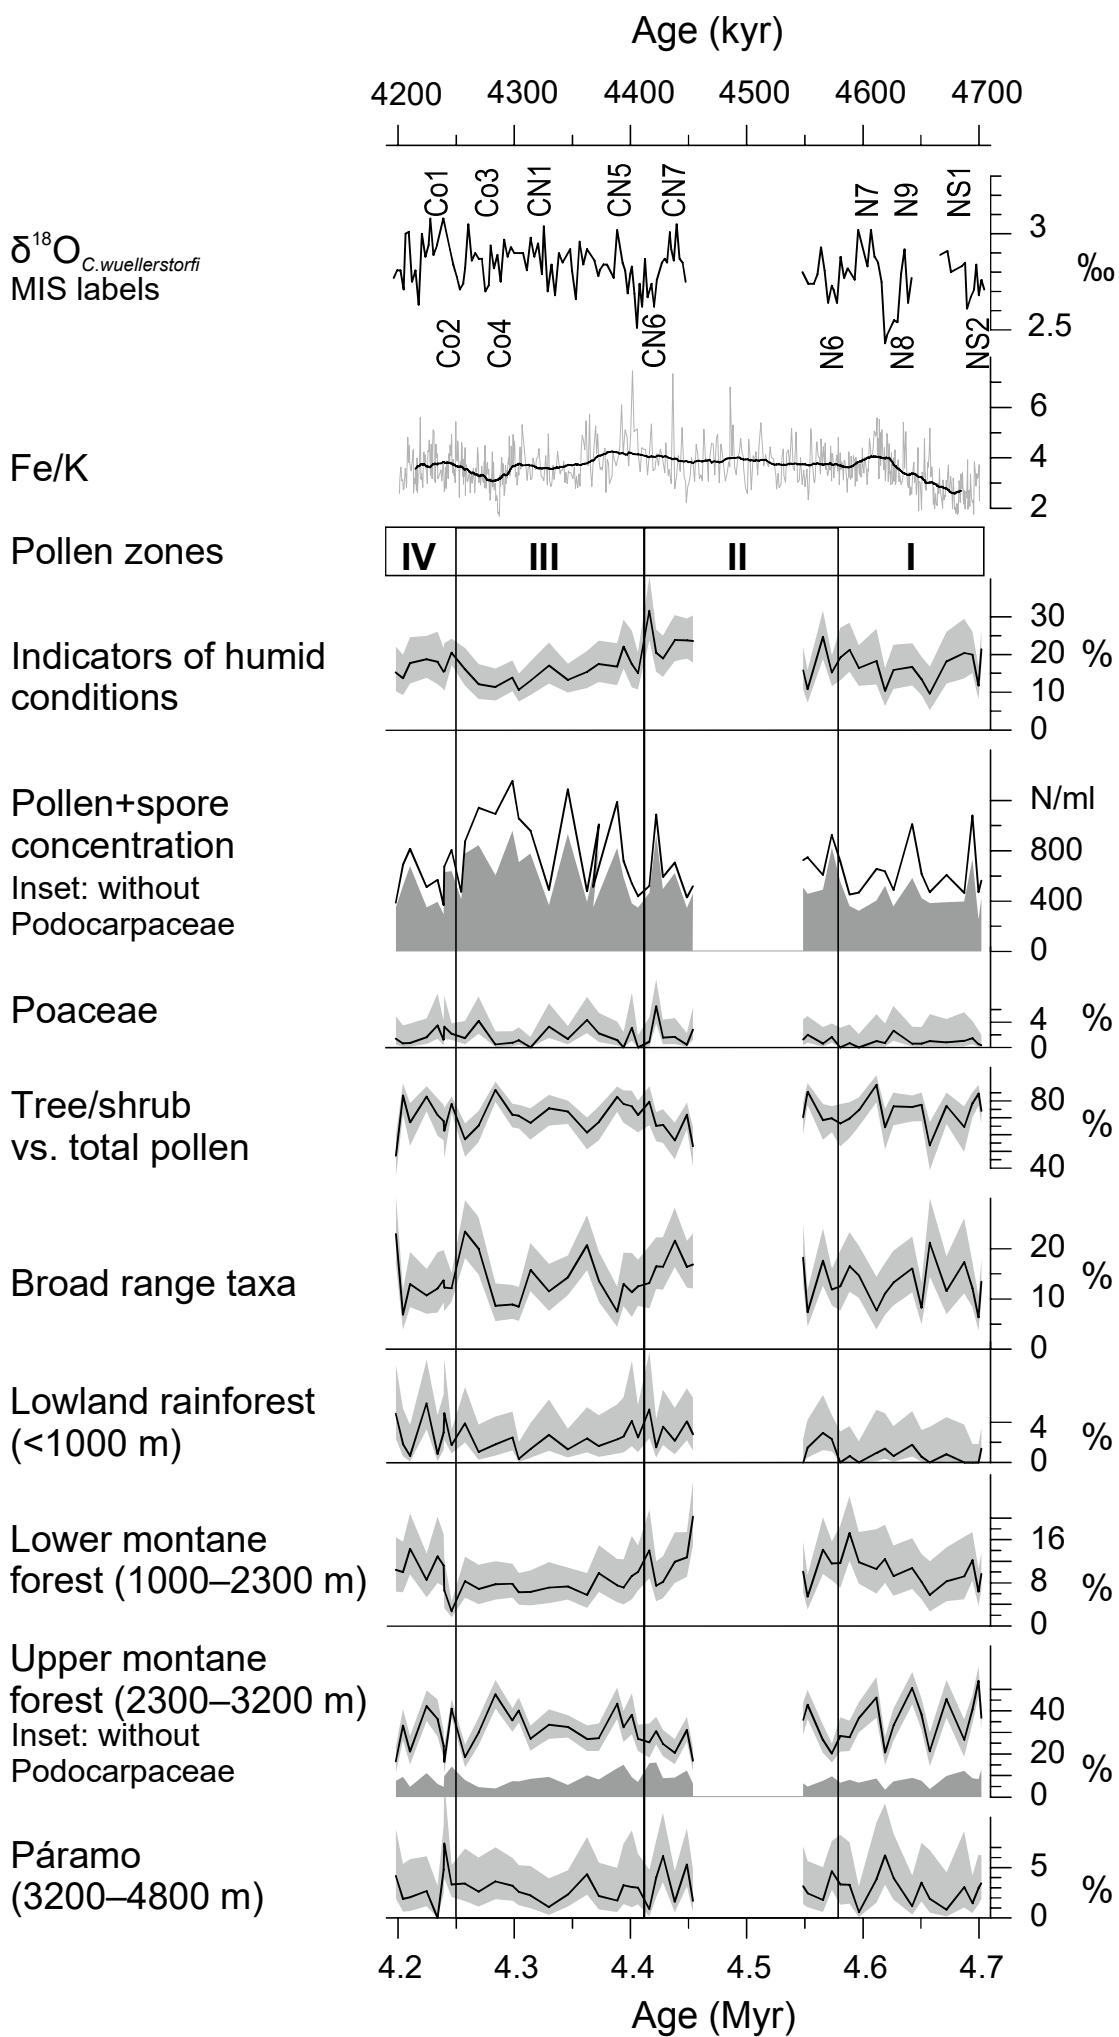 Age (kyr)
4200 4300 4400 4500 4600 4700
Co1 Co3 CN1 CN5 CN7 N7 N9 NS1
δ18O C.wuellerstorfi
MIS labels
3
‰
2.5
Co2 Co4 CN6 N6 N8 NS2
Fe/K
6
4
2
Pollen zones
IV III II I
Indicators of humid
conditions
30
20 %
10
0
Pollen+spore
concentration
Inset: without
Podocarpaceae
N/ml
800
400
0
Poaceae
4 %
0
Tree/shrub
vs. total pollen
80
%
40
Broad range taxa
20
%
10
0
Lowland rainforest
(<1000 m)
4 %
0
Lower montane
forest (1000–2300 m)
16
8 %
0
Upper montane
forest (2300–3200 m)
Inset: without
Podocarpaceae
40
20
%
0
Páramo
(3200–4800 m)
5
%
0
4.2 4.3 4.4 4.5 4.6 4.7
Age (Myr)